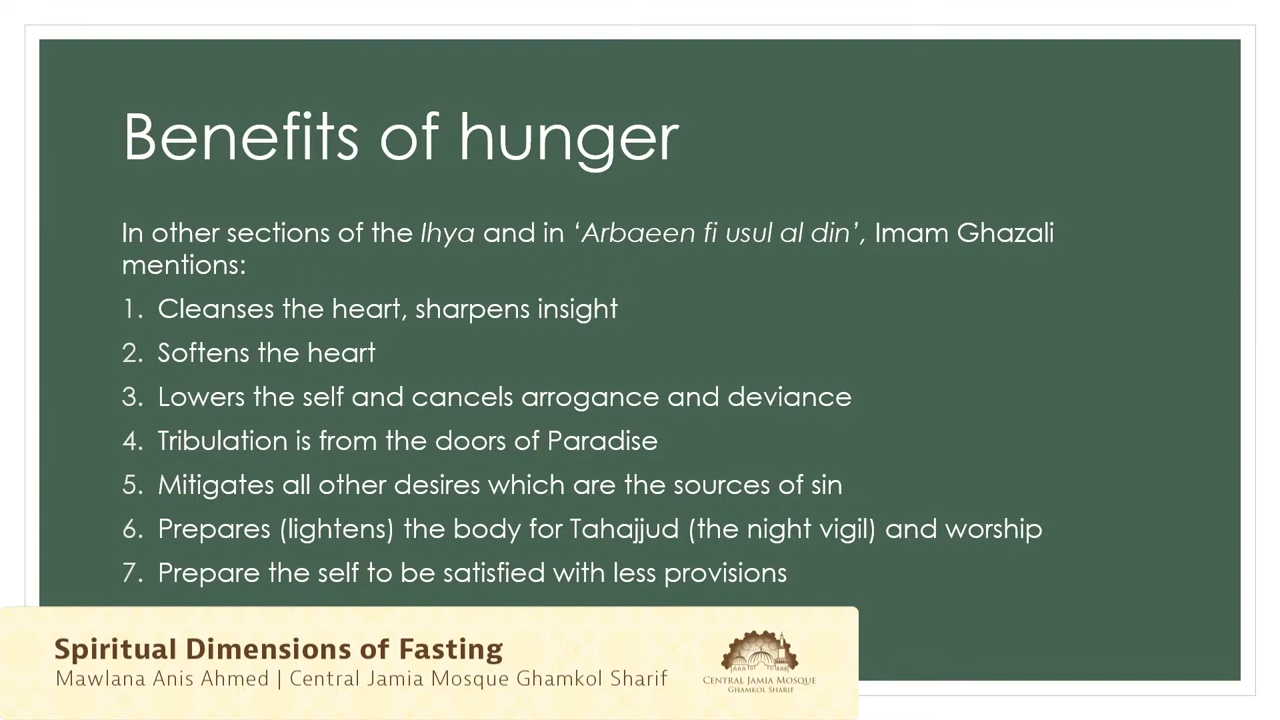 Benefits of hunger
In other sections of the Ihya and in ‘Arbaeen fi usul al din’, Imam Ghazali
mentions:
1. Cleanses the heart, sharpens insight
2. Softens the heart
3. Lowers the self and cancels arrogance and deviance
4. Tribulation is from the doors of Paradise
5. Mitigates all other desires which are the sources of sin
6. Prepares (lightens) the body for Tahajjud (the night vigil) and worship
7. Prepare the self to be satisfied with less provisions
Spiritual Dimensions of Fasting
Mawlana Anis Ahmed | Central Jamia Mosque Ghamkol Sharif
CENTRAL JAMIA MOSQUE
GHAMKOL SHARIF